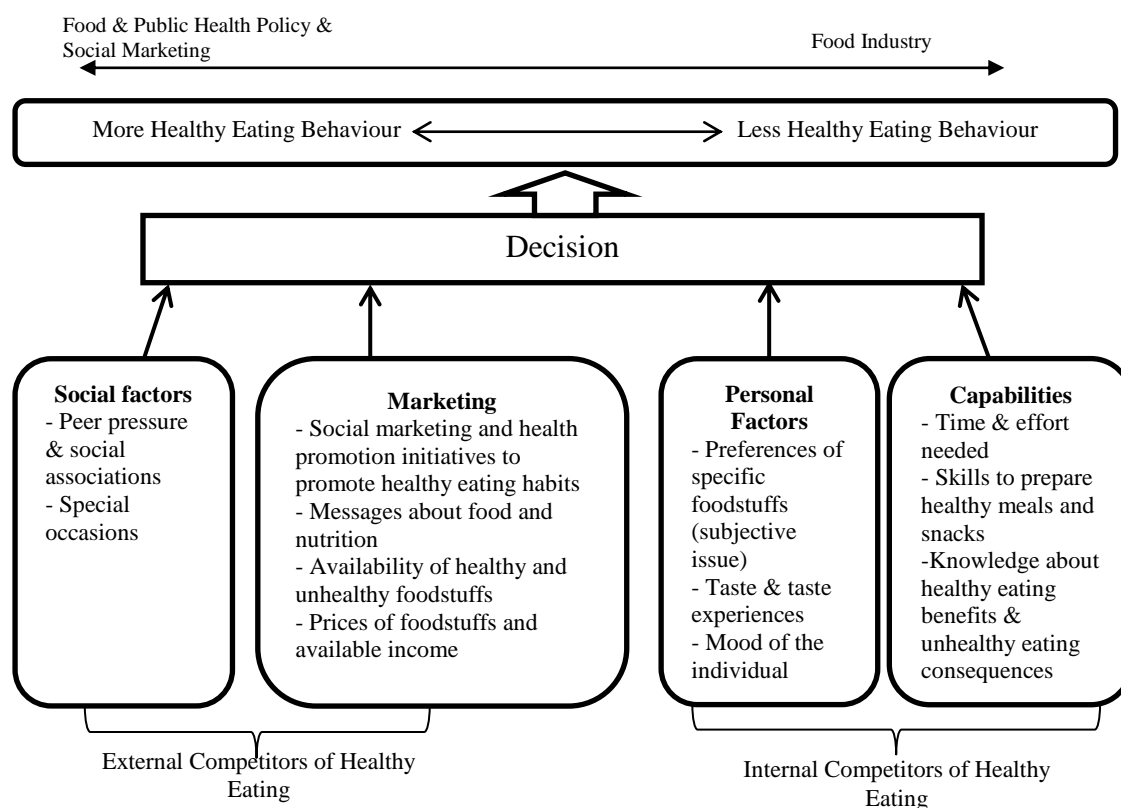 Food & Public Health Policy &
Social Marketing
Food Industry
More Healthy Eating Behaviour
Less Healthy Eating Behaviour
Decision
Social factors
- Peer pressure
& social
associations
- Special
occasions
Marketing
- Social marketing and health
promotion initiatives to
promote healthy eating habits
- Messages about food and
nutrition
- Availability of healthy and
unhealthy foodstuffs
- Prices of foodstuffs and
available income
Personal
Factors
- Preferences of
specific
foodstuffs
(subjective
issue)
- Taste & taste
experiences
- Mood of the
individual
Capabilities
- Time & effort
needed
- Skills to prepare
healthy meals and
snacks
-Knowledge about
healthy eating
benefits &
unhealthy eating
consequences
External Competitors of Healthy
Eating
Internal Competitors of Healthy
Eating